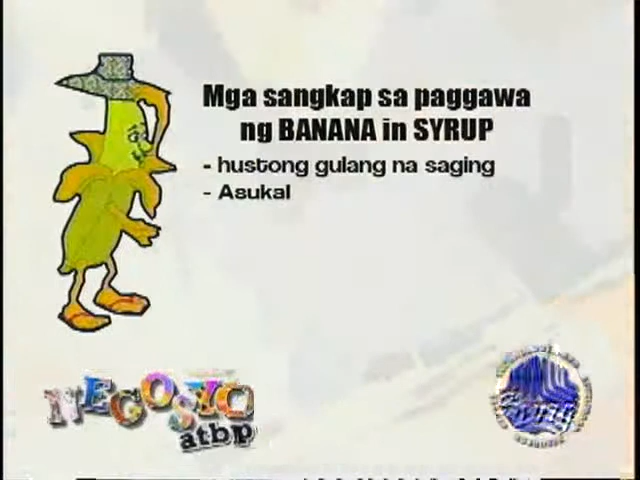 Mga sangkap sa paggawa
ng BANANA in SYRUP
- hustong gulang na saging
- Asukal
NEGOSYO
atbp